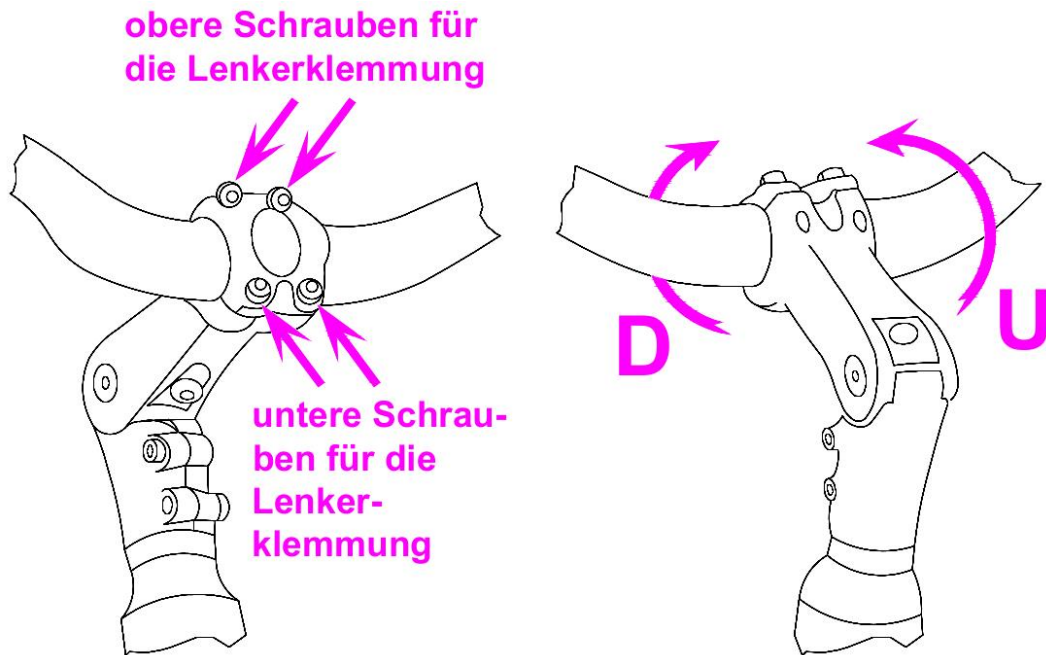 obere Schrauben für
die Lenkerklemmung
untere Schrau-
ben für die
Lenker-
klemmung
D
U